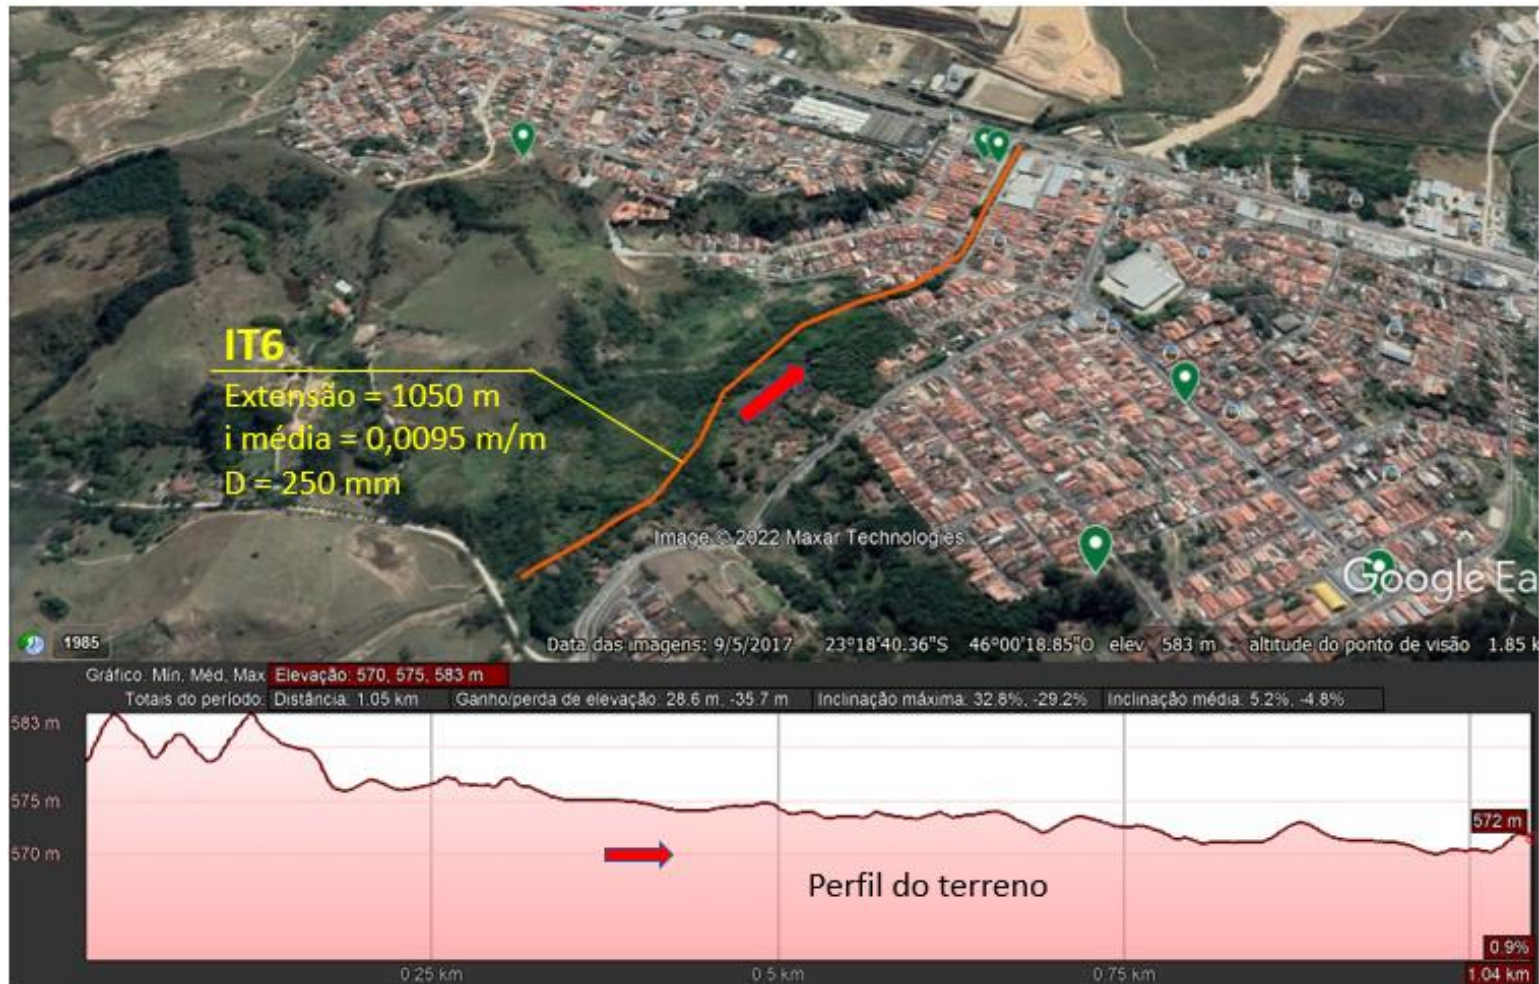 IT6
Extensão = 1050 m
i média = 0,0095 m/m
D = 250 mm
Image © 2022 Maxar Technologies
Google Ea
1985
Data das imagens: 9/5/2017 23°18'40.36"S 46°00'18.85"O elev 583 m altitude do ponto de visão 1.85 k
Gráfico: Mín, Méd, Max Elevação: 570, 575, 583 m
Totais do período: Distância: 1.05 km Ganho/perda de elevação: 28.6 m, -35.7 m Inclinação máxima: 32.8%, -29.2% Inclinação média: 5.2%, -4.8%
583 m
575 m
572 m
570 m
Perfil do terreno
0.9%
0.25 km 0.5 km 0.75 km 1.04 km